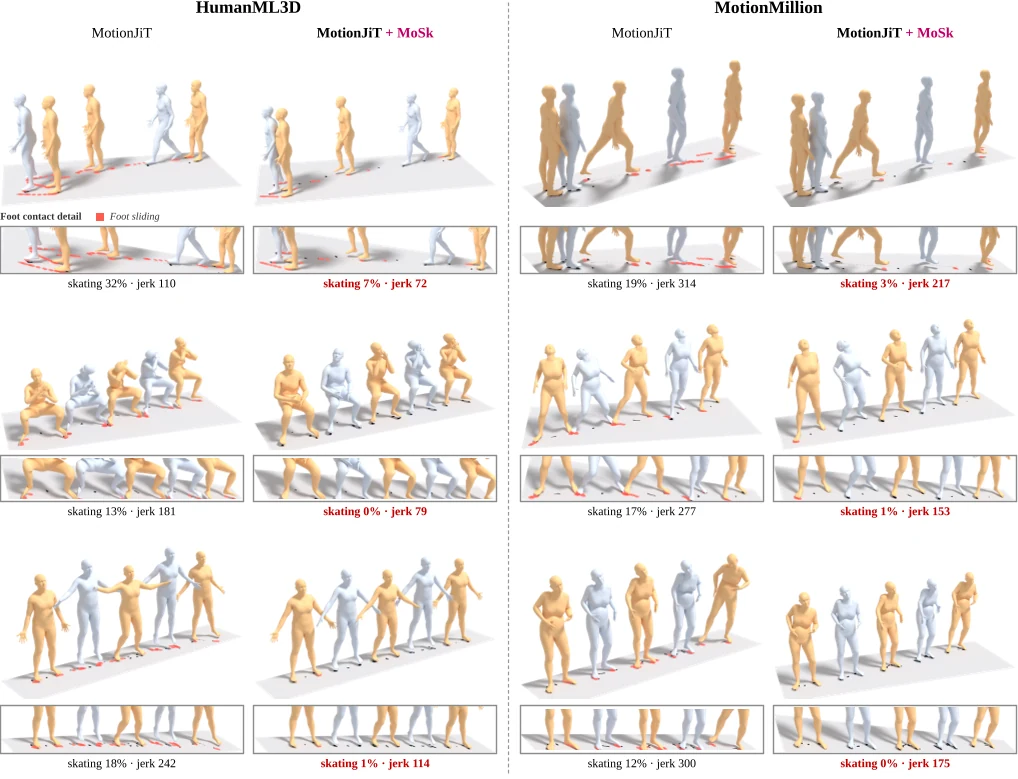 HumanML3D
MotionMillion
MotionJiT
MotionJiT + MoSk
MotionJiT
MotionJiT + MoSk
Foot contact detail
Foot sliding
skating 32% · jerk 110
skating 7% · jerk 72
skating 19% · jerk 314
skating 3% · jerk 217
skating 13% · jerk 181
skating 0% · jerk 79
skating 17% · jerk 277
skating 1% · jerk 153
skating 18% · jerk 242
skating 1% · jerk 114
skating 12% · jerk 300
skating 0% · jerk 175